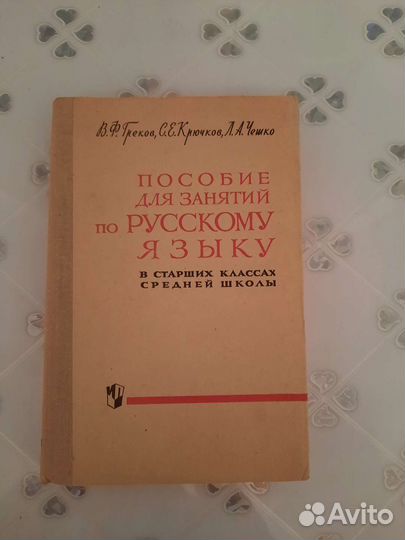 В.Ф.Греков, С.Е.Крючков, Л.А.Чешко
ПОСОБИЕ
ДЛЯ ЗАНЯТИЙ
ПО РУССКОМУ
ЯЗЫКУ
В СТАРШИХ КЛАССАХ
СРЕДНЕЙ ШКОЛЫ
Avito